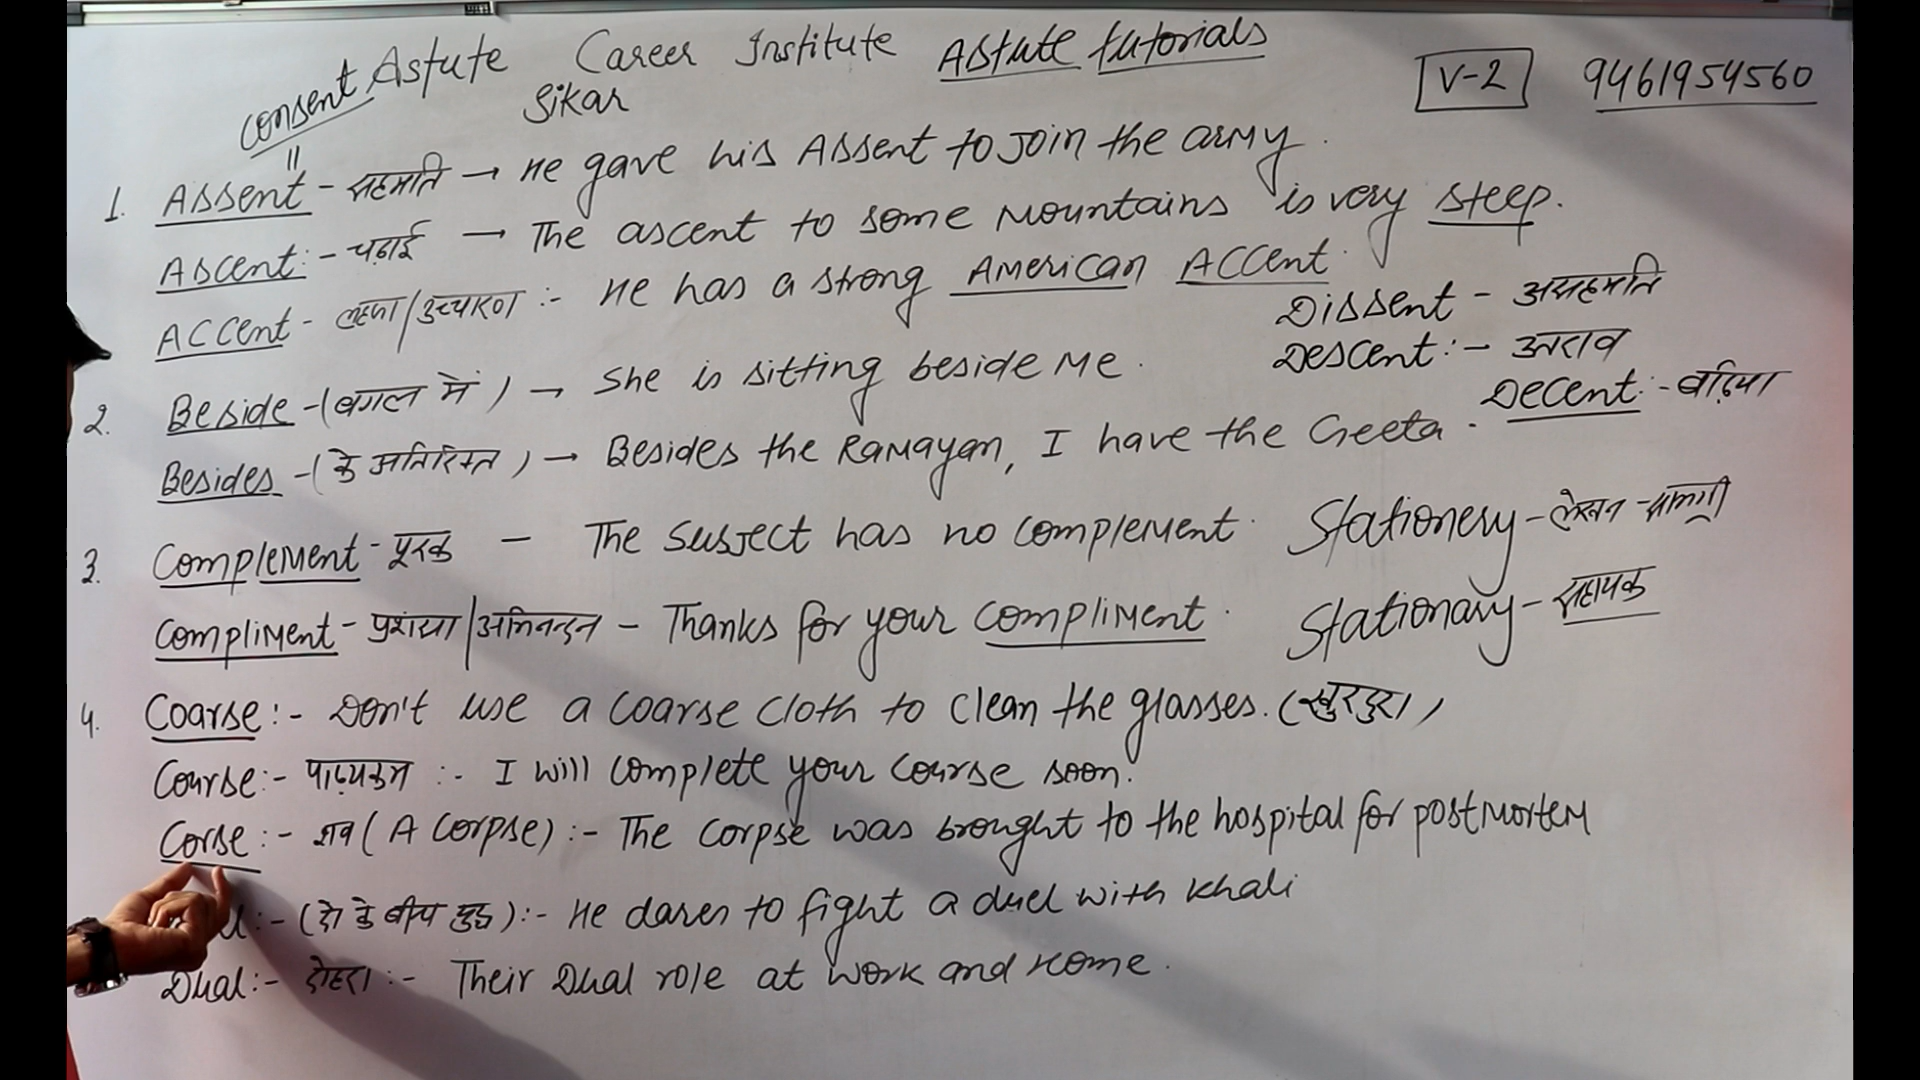 Astute Career Institute Astute tutorials
Sikar
V-2 9461954560
Consent
=
1. Assent - सहमति → He gave his Assent to Join the army.
Ascent :- चढ़ाई → The ascent to some Mountains is very steep.
Accent - लहजा/उच्चारण :- He has a strong American Accent.
Dissent - असहमति
Descent :- उतराव
Decent :- बढ़िया
2. Beside - (बगल में) → She is sitting beside Me.
Besides - (के अतिरिक्त) → Besides the Ramayan, I have the Geeta.
3. Complement - पूरक - The Subject has no complement.
Compliment - प्रशंसा/अभिनन्दन - Thanks for your compliment.
Stationery - लेखन-सामग्री
Stationary - सहायक
4. Coarse :- Don't use a coarse cloth to clean the glasses. (खुरदुरा)
Course :- पाठ्यक्रम :- I will complete your course soon.
Corse :- शव (A Corpse) :- The corpse was brought to the hospital for postmortem
:- (दो के बीच युद्ध) :- He dares to fight a duel with Khali
Dual :- दोहरा :- Their Dual role at work and home.